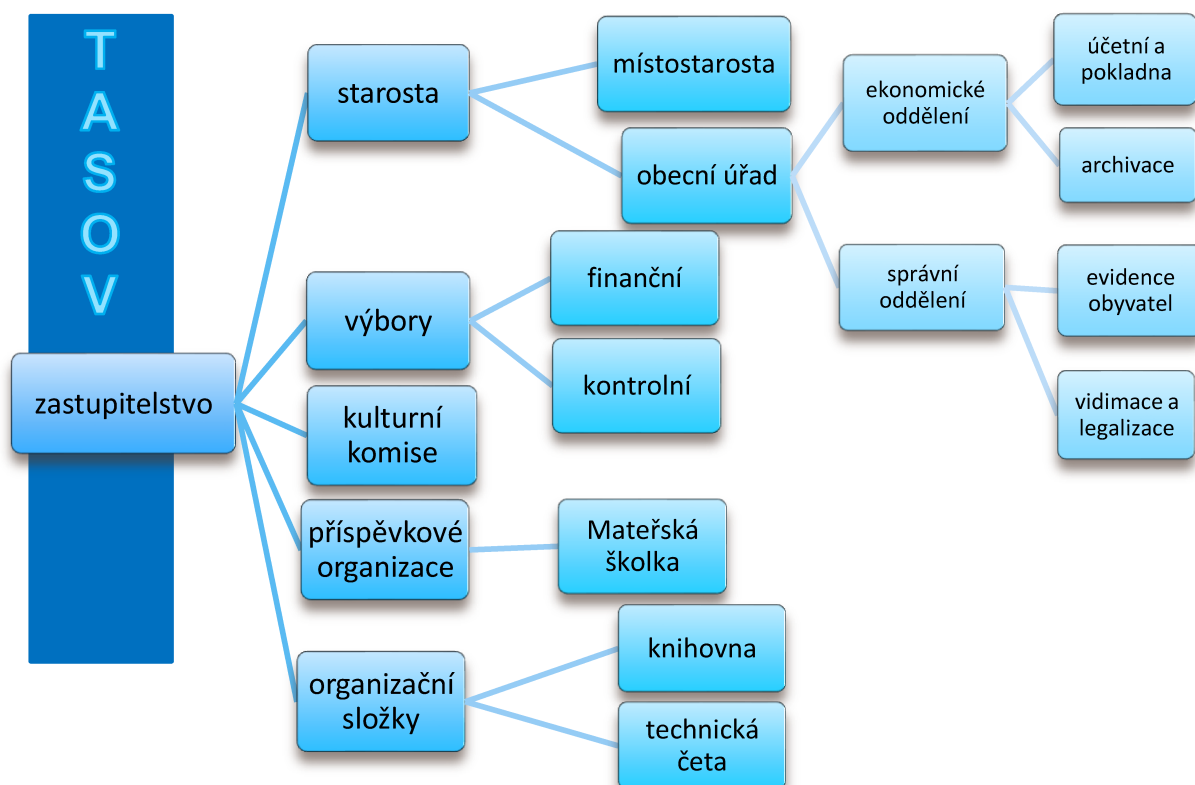 TASOV
zastupitelstvo
starosta
místostarosta
obecní úřad
ekonomické
oddělení
účetní a
pokladna
archivace
správní
oddělení
evidence
obyvatel
vidimace a
legalizace
výbory
finanční
kontrolní
kulturní
komise
příspěvkové
organizace
Mateřská
školka
organizační
složky
knihovna
technická
četa